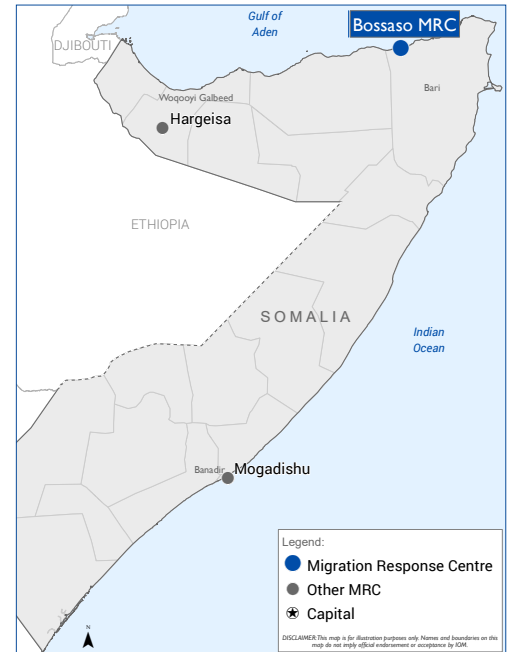 Gulf of
Aden
Bossaso MRC
DJIBOUTI
Bari
Woqooyi Galbeed
Hargeisa
ETHIOPIA
SOMALIA
Indian
Ocean
Banadir
Mogadishu
Legend:
Migration Response Centre
Other MRC
Capital
N
DISCLAIMER: This map is for illustration purposes only. Names and boundaries on this
map do not imply official endorsement or acceptance by IOM.